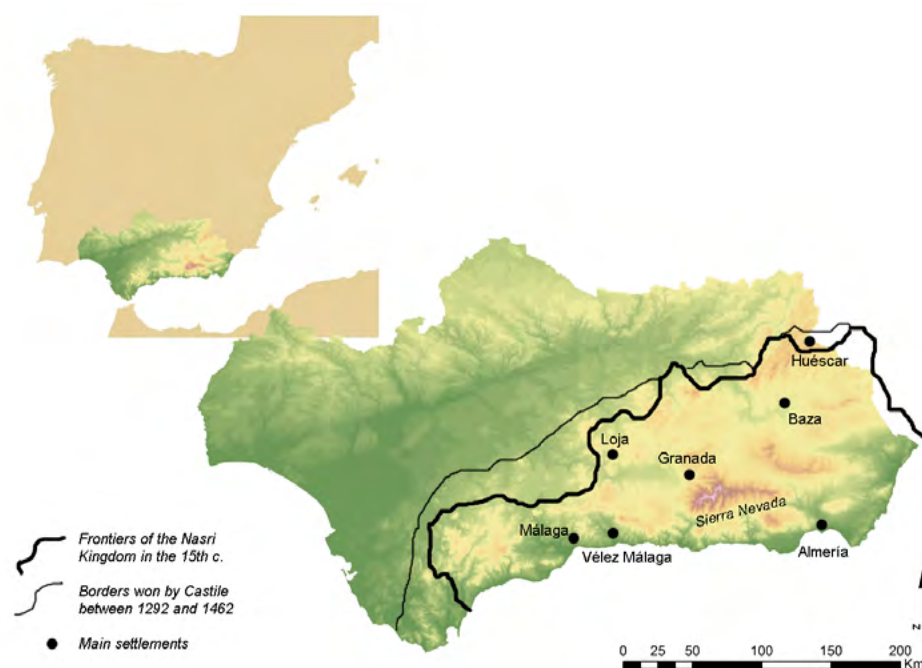 Huéscar
Baza
Loja
Granada
Sierra Nevada
Málaga
Vélez Málaga
Almería
Frontiers of the Nasri
Kingdom in the 15th c.
Borders won by Castile
between 1292 and 1462
Main settlements
N
0 25 50 100 150 200
Km